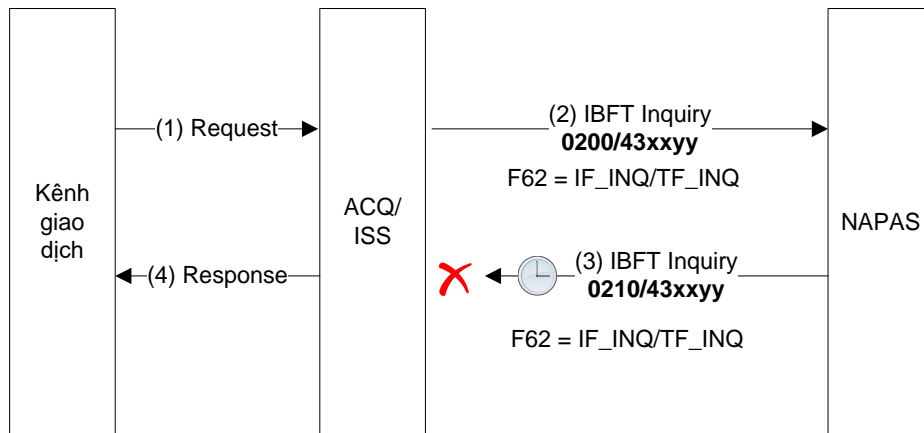 Kênh
giao
dịch
(1) Request
(4) Response
ACQ/
ISS
(2) IBFT Inquiry
0200/43xxyy
F62 = IF_INQ/TF_INQ
(3) IBFT Inquiry
0210/43xxyy
F62 = IF_INQ/TF_INQ
NAPAS